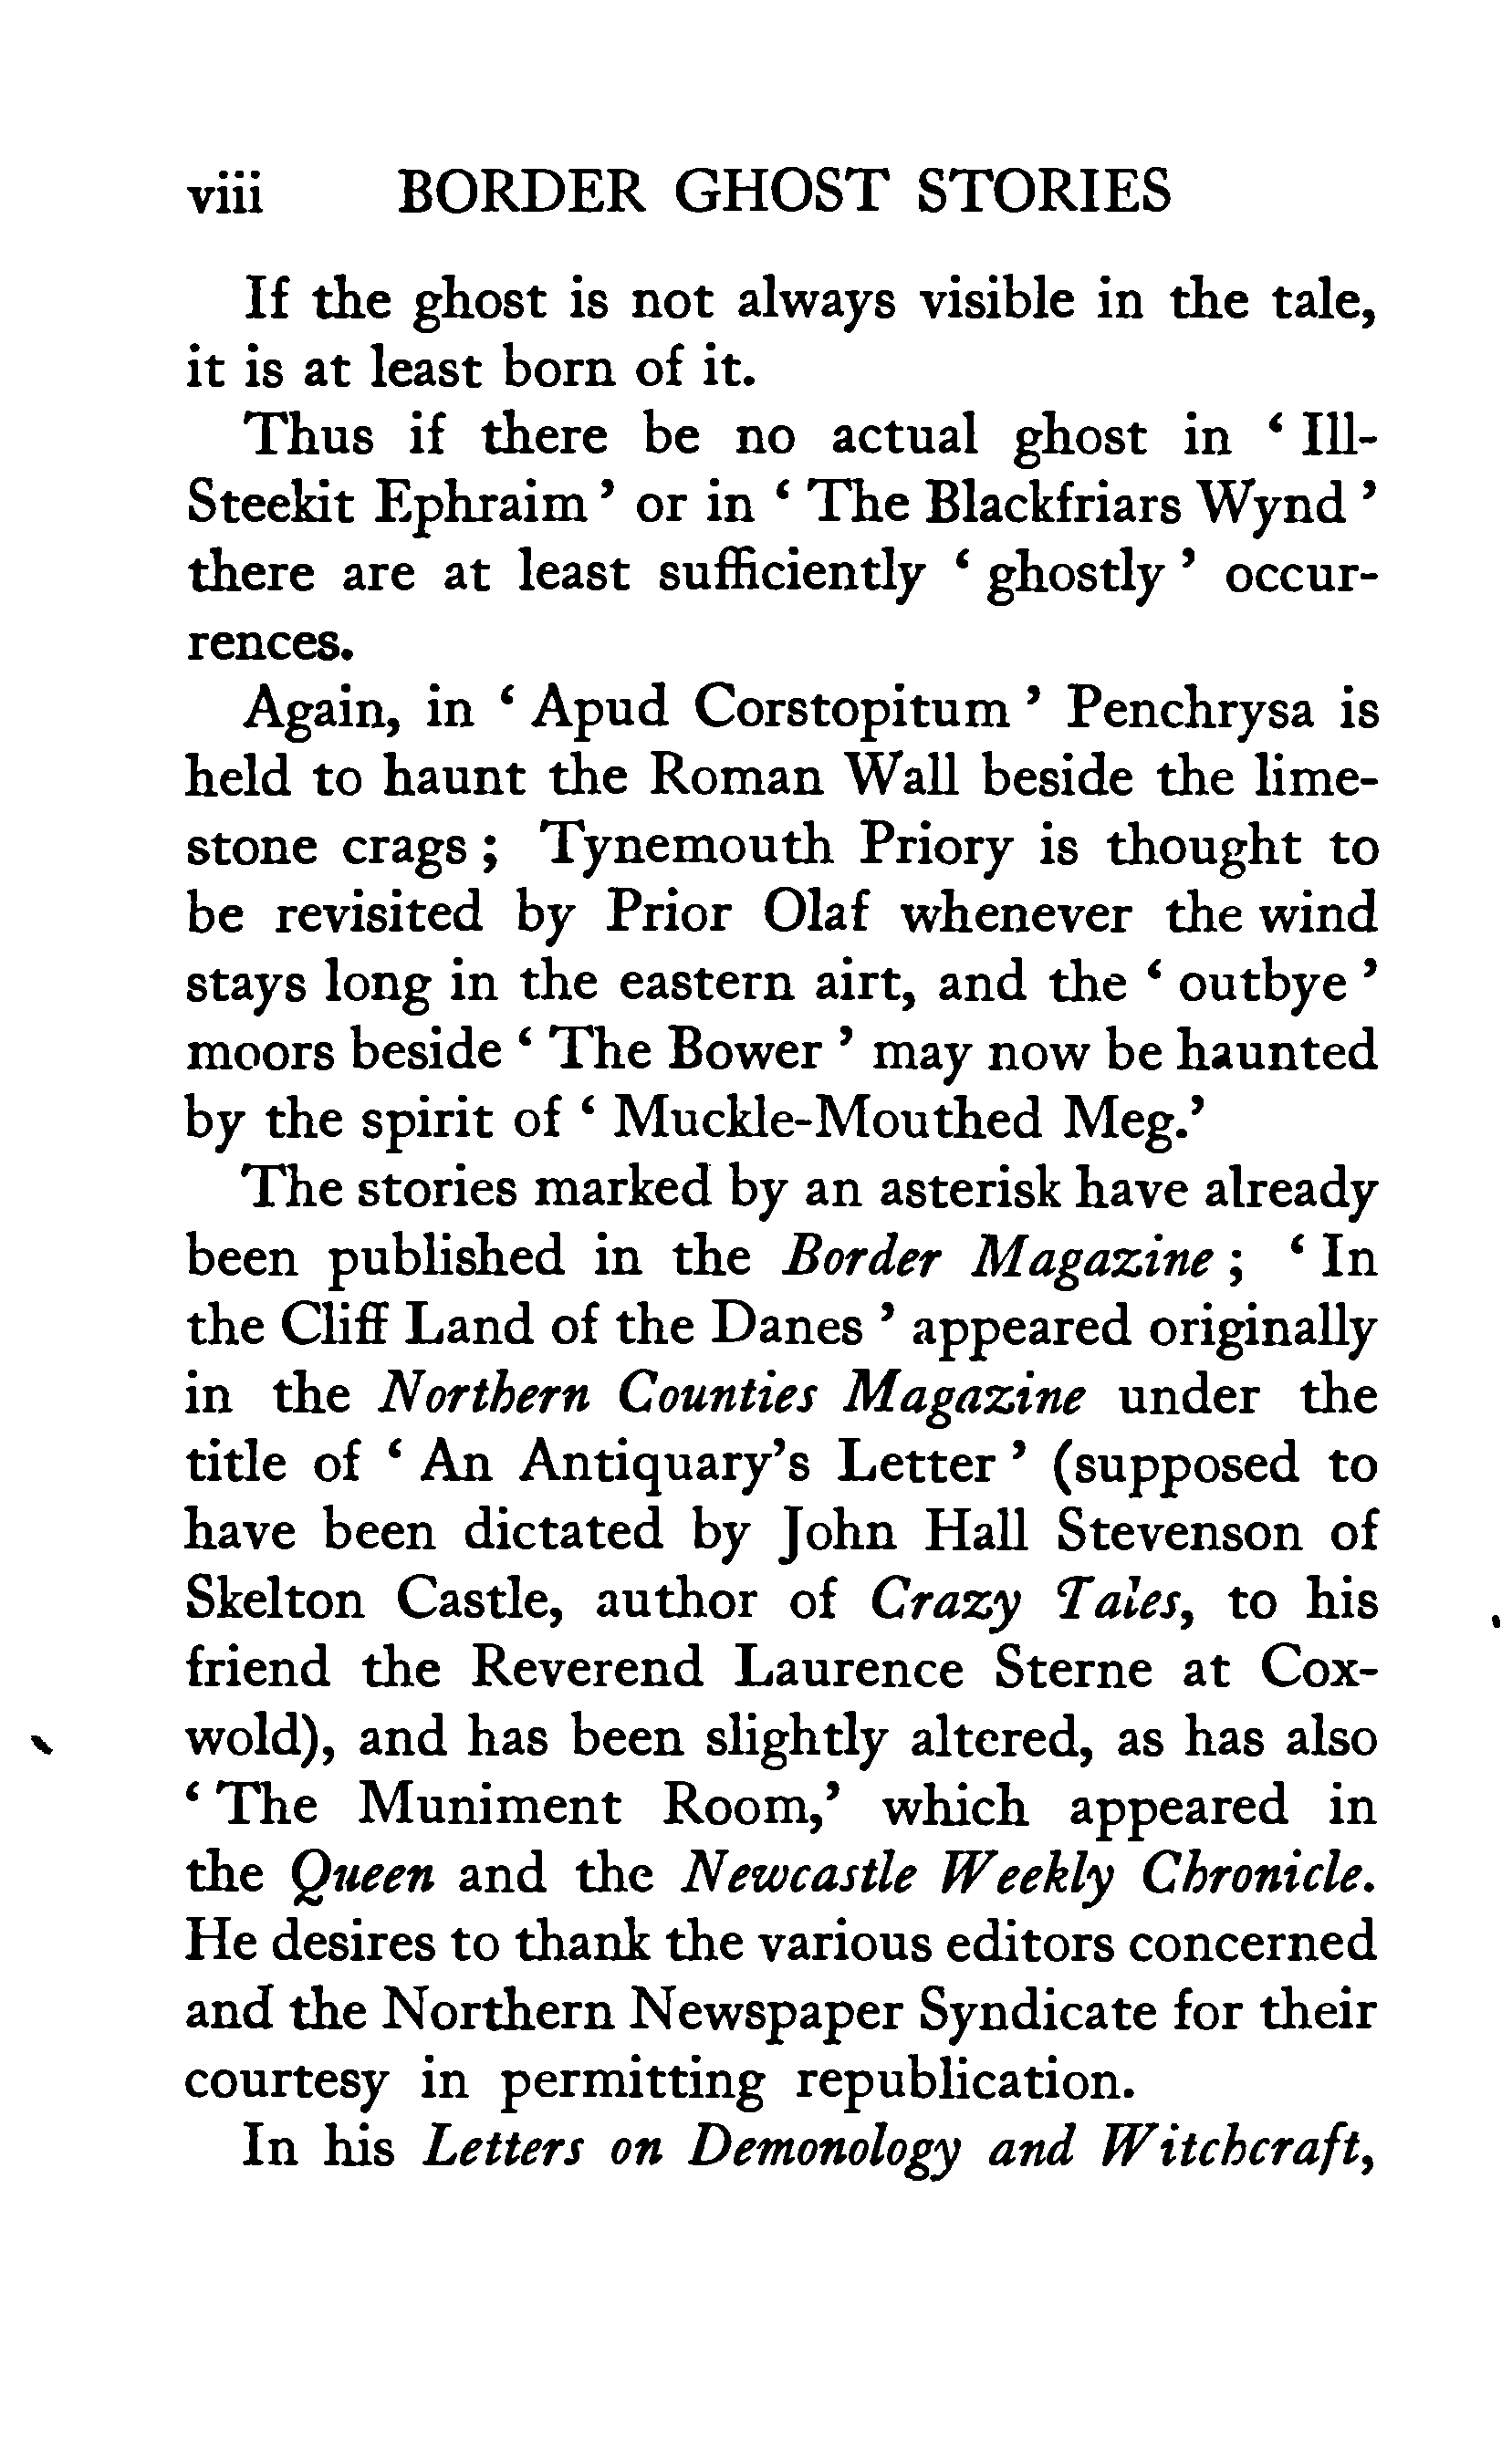 viii BORDER GHOST STORIES
If the ghost is not always visible in the tale,
it is at least born of it.
Thus if there be no actual ghost in ‘ Ill-
Steekit Ephraim ’ or in ‘ The Blackfriars Wynd ’
there are at least sufficiently ‘ ghostly ’ occur-
rences.
Again, in ‘ Apud Corstopitum ’ Penchrysa is
held to haunt the Roman Wall beside the lime-
stone crags ; Tynemouth Priory is thought to
be revisited by Prior Olaf whenever the wind
stays long in the eastern airt, and the ‘ outbye ’
moors beside ‘ The Bower ’ may now be haunted
by the spirit of ‘ Muckle-Mouthed Meg.’
The stories marked by an asterisk have already
been published in the Border Magazine ; ‘ In
the Cliff Land of the Danes ’ appeared originally
in the Northern Counties Magazine under the
title of ‘ An Antiquary’s Letter ’ (supposed to
have been dictated by John Hall Stevenson of
Skelton Castle, author of Crazy Tales, to his
friend the Reverend Laurence Sterne at Cox-
wold), and has been slightly altered, as has also
‘ The Muniment Room,’ which appeared in
the Queen and the Newcastle Weekly Chronicle.
He desires to thank the various editors concerned
and the Northern Newspaper Syndicate for their
courtesy in permitting republication.
In his Letters on Demonology and Witchcraft,